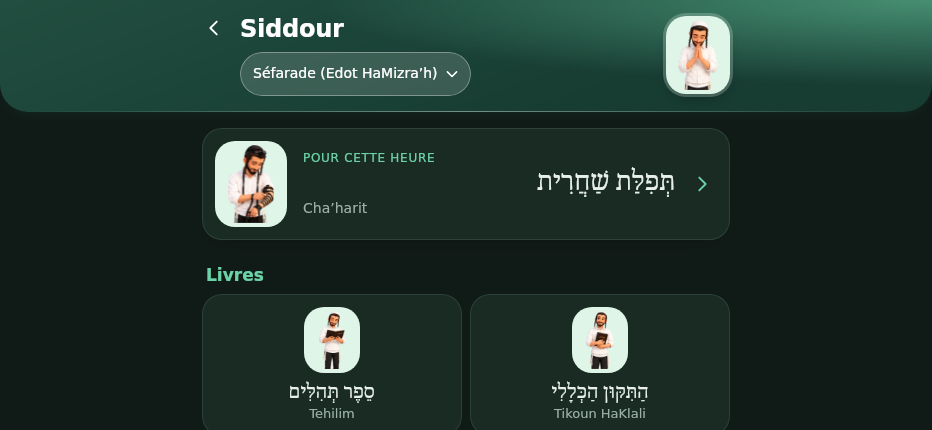 Siddour
Séfarade (Edot HaMizra’h)
POUR CETTE HEURE
תְּפִלַּת שַׁחֲרִית
Cha’harit
Livres
סֵפֶר תְּהִלִּים
Tehilim
הַתִּקּוּן הַכְּלָלִי
Tikoun HaKlali